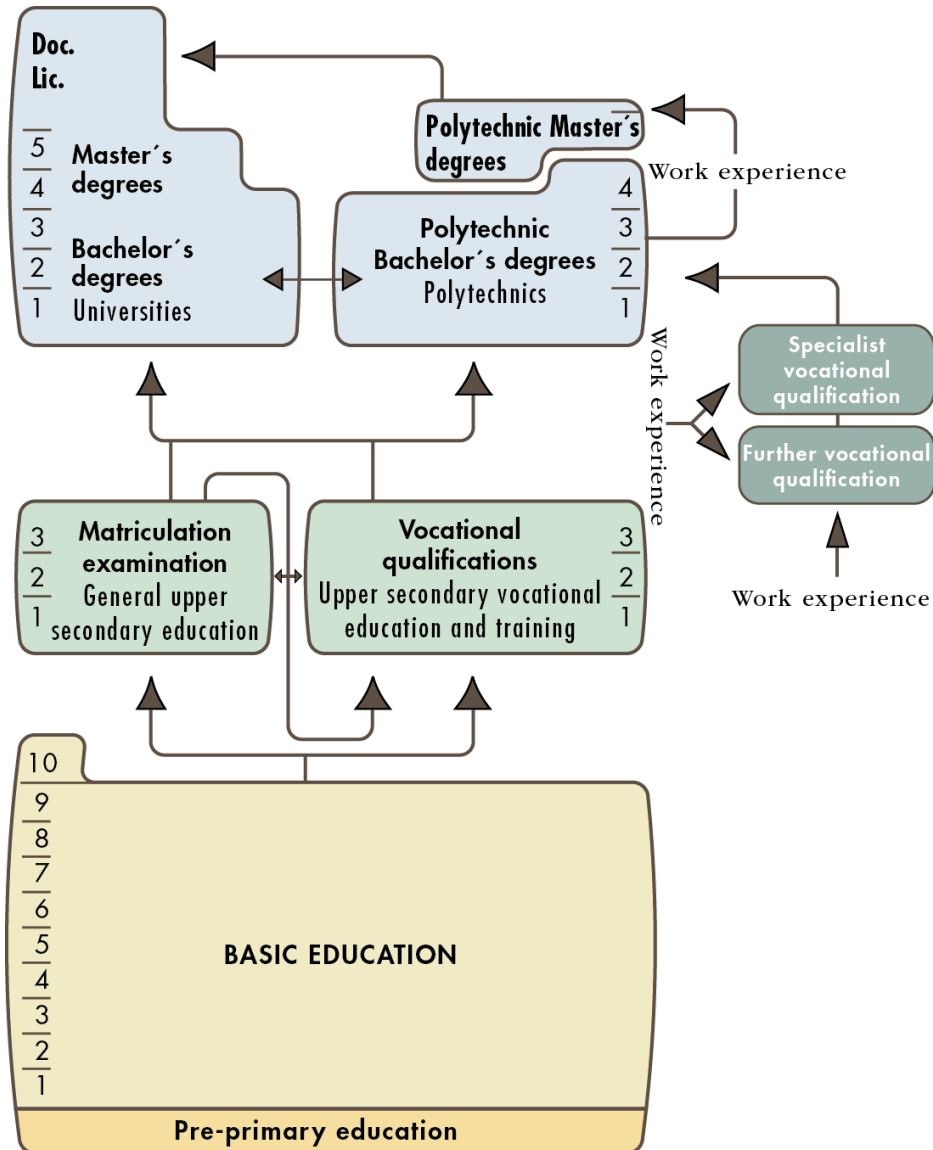 Doc.
Lic.
5
4
3
2
1
Master´s
degrees
Bachelor´s
degrees
Universities
Polytechnic Master´s
degrees
Work experience
Polytechnic
Bachelor´s degrees
Polytechnics
4
3
2
1
Work experience
Specialist
vocational
qualification
Further vocational
qualification
Work experience
3
2
1
Matriculation
examination
General upper
secondary education
Vocational
qualifications
Upper secondary vocational
education and training
3
2
1
10
9
8
7
6
5
4
3
2
1
BASIC EDUCATION
Pre-primary education